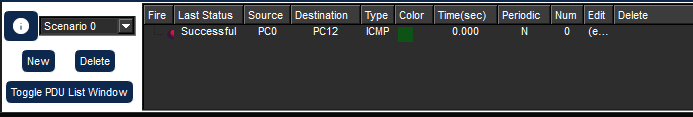 Scenario 0
New
Delete
Toggle PDU List Window
Fire Last Status Source Destination Type Color Time(sec) Periodic Num Edit Delete
Successful PC0 PC12 ICMP 0.000 N 0 (e...